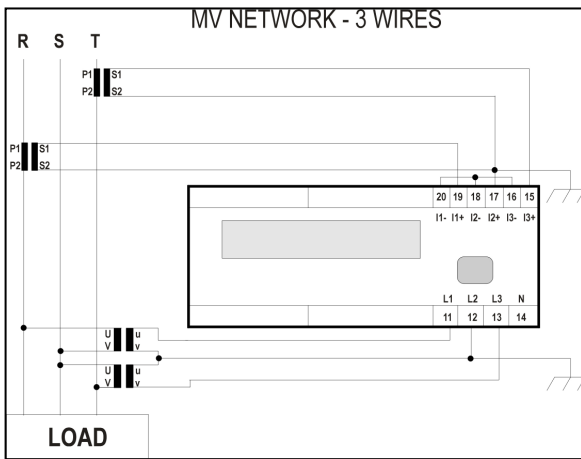 MV NETWORK - 3 WIRES
R S T
P1 S1
P2 S2
P1 S1
P2 S2
20 19 18 17 16 15
I1- I1+ I2- I2+ I3- I3+
L1 L2 L3 N
11 12 13 14
U u
V v
U u
V v
LOAD